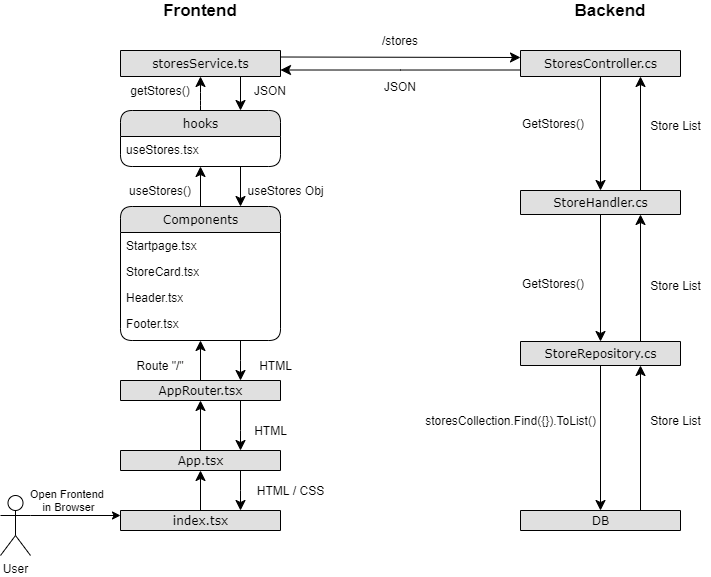 Frontend
Backend
/stores
storesService.ts
StoresController.cs
getStores()
JSON
JSON
hooks
GetStores()
Store List
useStores.tsx
useStores()
useStores Obj
StoreHandler.cs
Components
Startpage.tsx
StoreCard.tsx
Header.tsx
Footer.tsx
GetStores()
Store List
StoreRepository.cs
Route "/"
HTML
AppRouter.tsx
storesCollection.Find({}).ToList()
Store List
HTML
App.tsx
HTML / CSS
Open Frontend
in Browser
index.tsx
DB
User